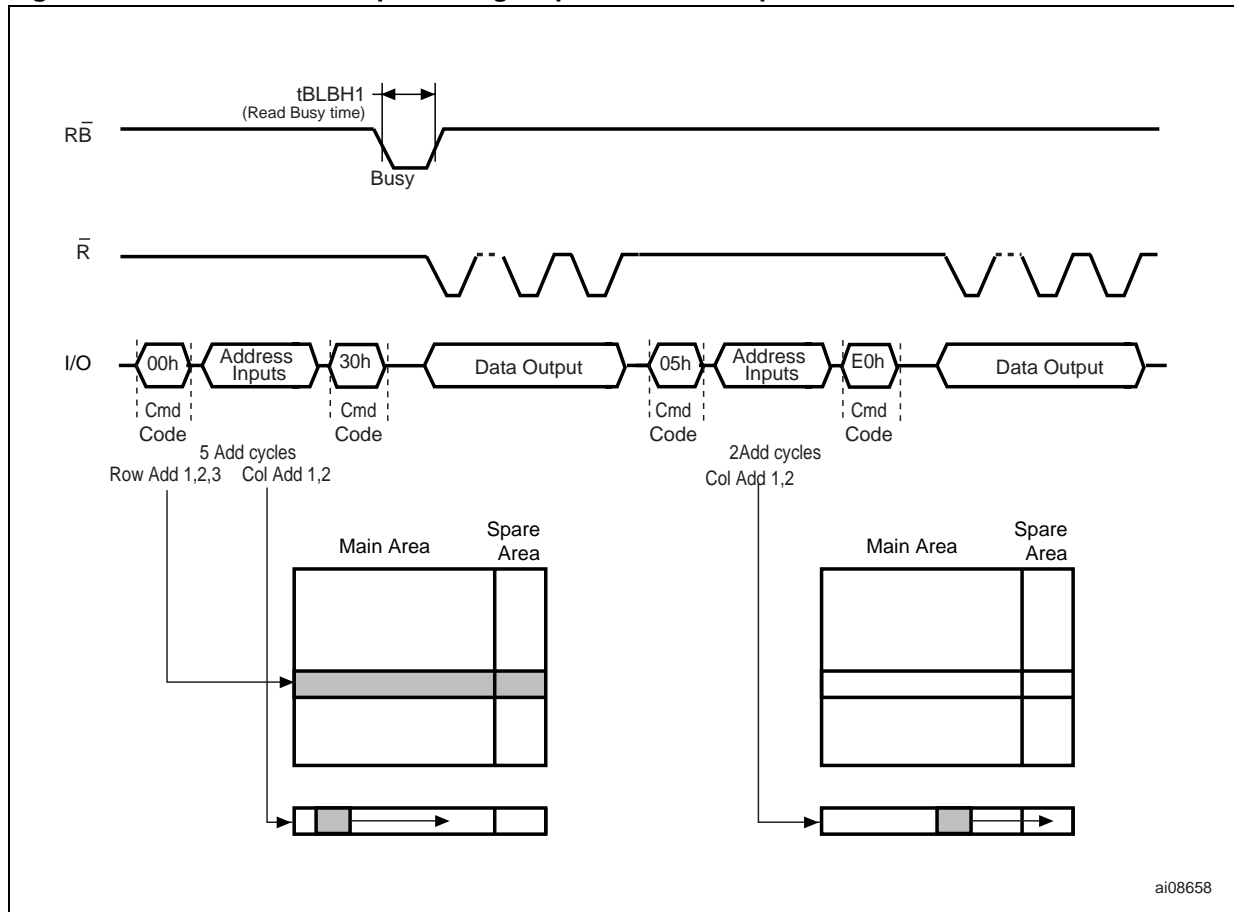 tBLBH1
(Read Busy time)
RB̅
Busy
R̅
I/O
00h
Address
Inputs
30h
Data Output
05h
Address
Inputs
E0h
Data Output
Cmd
Code
Cmd
Code
Cmd
Code
Cmd
Code
5 Add cycles
Row Add 1,2,3
Col Add 1,2
2Add cycles
Col Add 1,2
Main Area
Spare
Area
Main Area
Spare
Area
ai08658